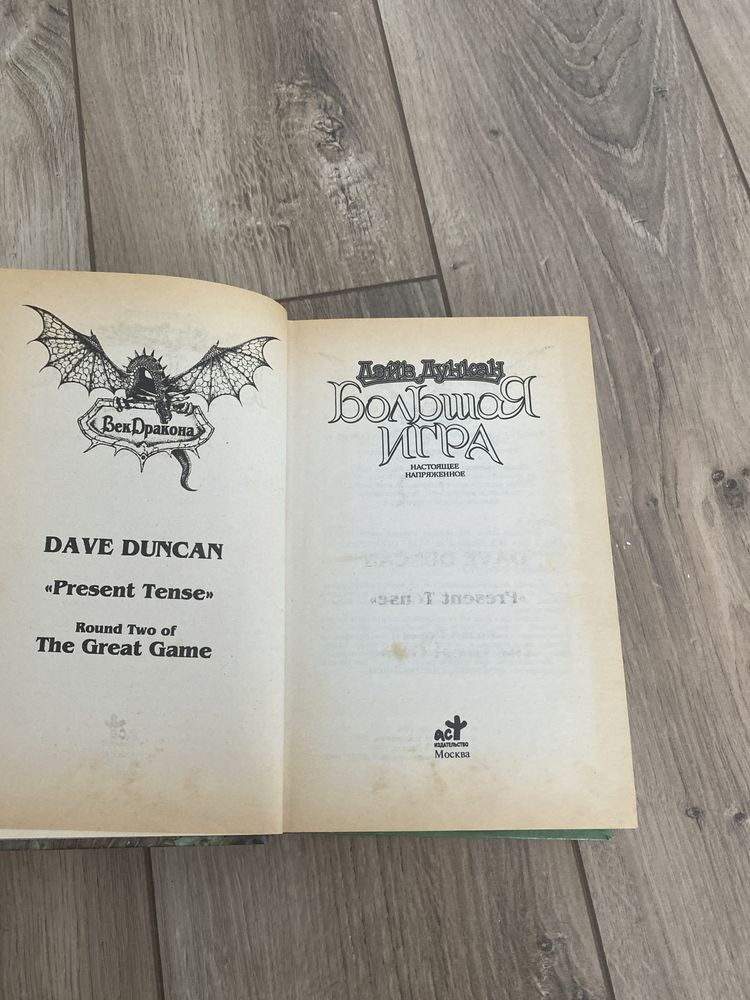 Век Дракона
DAVE DUNCAN
«Present Tense»
Round Two of
The Great Game
Дэйв Дункан
Большая
ИГРА
НАСТОЯЩЕЕ
НАПРЯЖЕННОЕ
аст
ИЗДАТЕЛЬСТВО
Москва